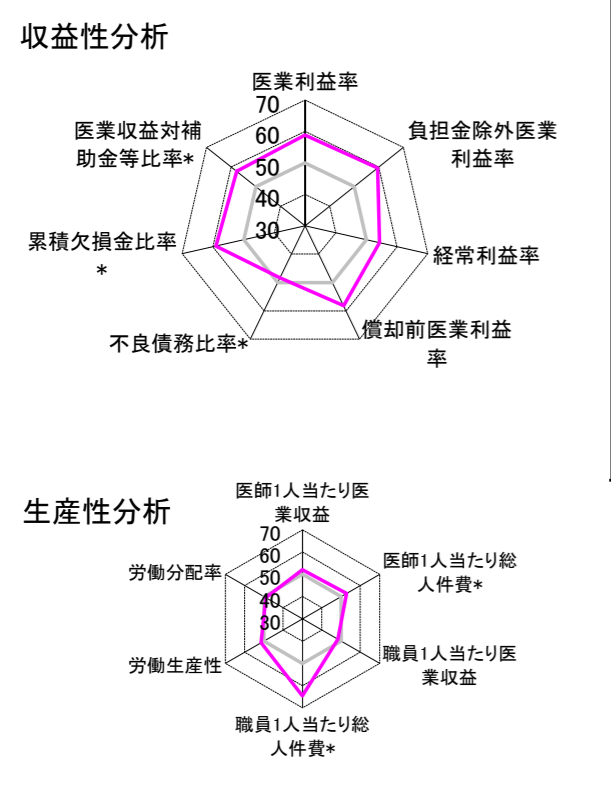 収益性分析
医業利益率
70
60
50
40
30
負担金除外医業
利益率
経常利益率
償却前医業利益
率
不良債務比率*
累積欠損金比率
*
医業収益対補
助金等比率*
生産性分析
医師1人当たり医
業収益
70
60
50
40
30
医師1人当たり総
人件費*
職員1人当たり医
業収益
職員1人当たり総
人件費*
労働生産性
労働分配率